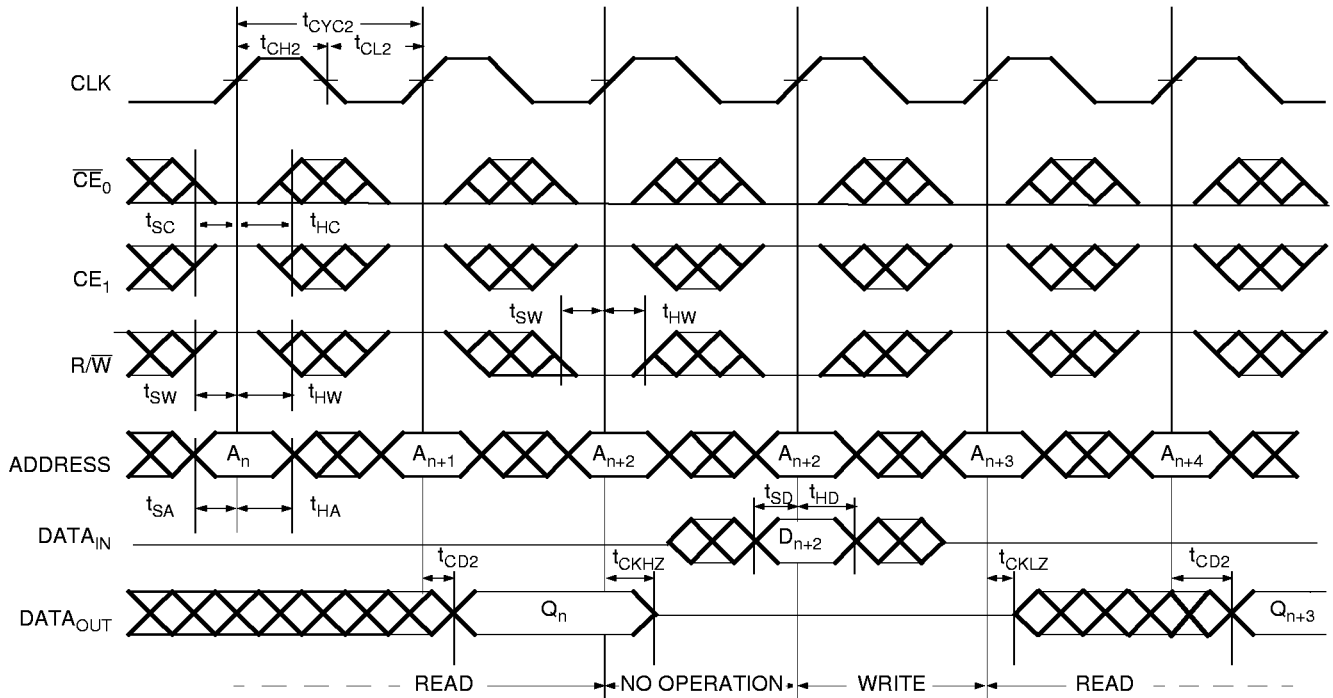 tCYC2
tCH2 tCL2
CLK
CE0
tSC tHC
CE1
tSW tHW
R/W
tSW tHW
ADDRESS An An+1 An+2 An+2 An+3 An+4
tSA tHA tSD tHD
DATAIN Dn+2
tCD2 tCKHZ tCKLZ tCD2
DATAOUT Qn Qn+3
READ NO OPERATION WRITE READ